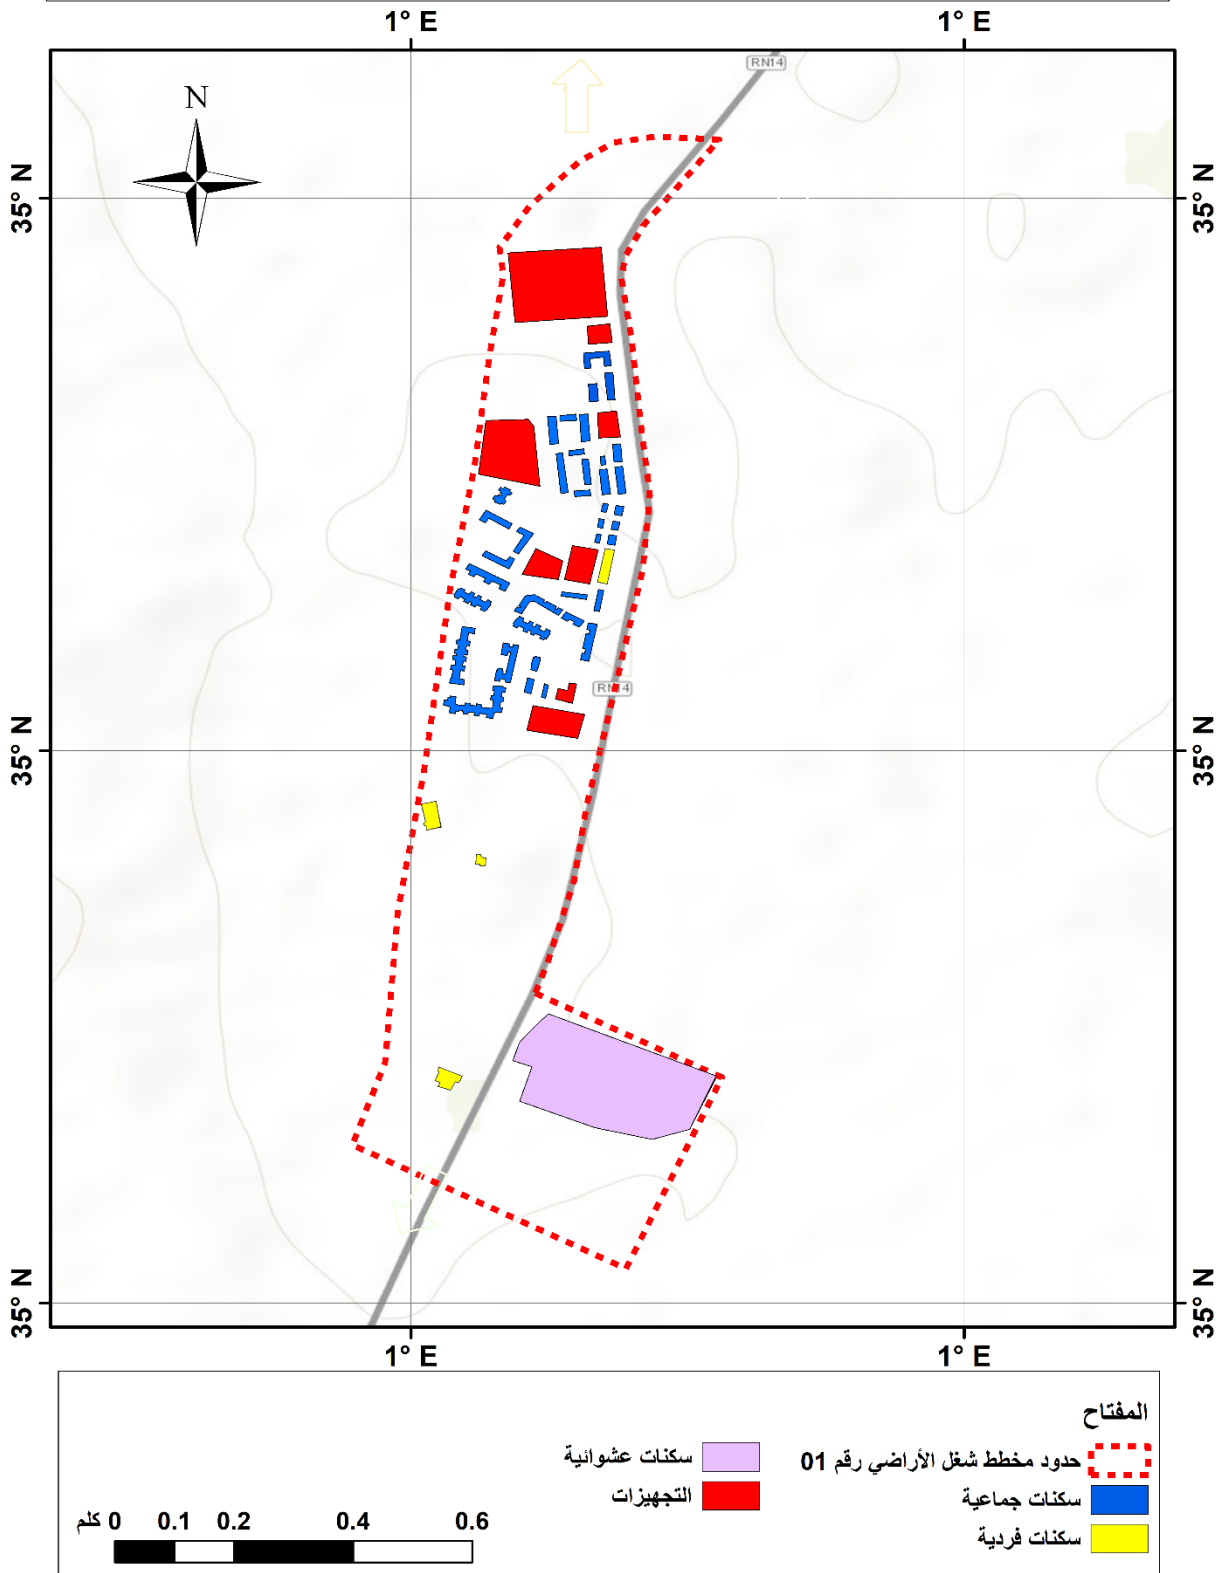 1° E 1° E
RN14
N
35° N 35° N
RN14
35° N 35° N
35° N 35° N
1° E 1° E
المفتاح
حدود مخطط شغل الأراضي رقم 01
سكنات عشوائية
سكنات جماعية
التجهيزات
سكنات فردية
0 0.1 0.2 0.4 0.6 كلم